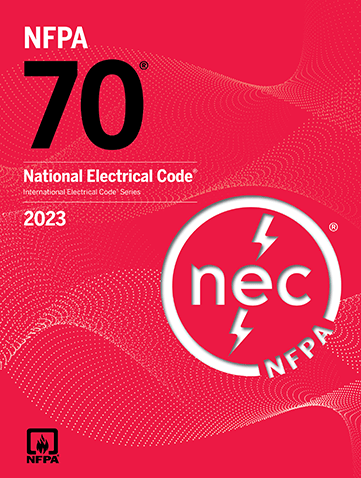 NFPA
70®
National Electrical Code®
International Electrical Code® Series
2023
nec®
NFPA
NFPA®